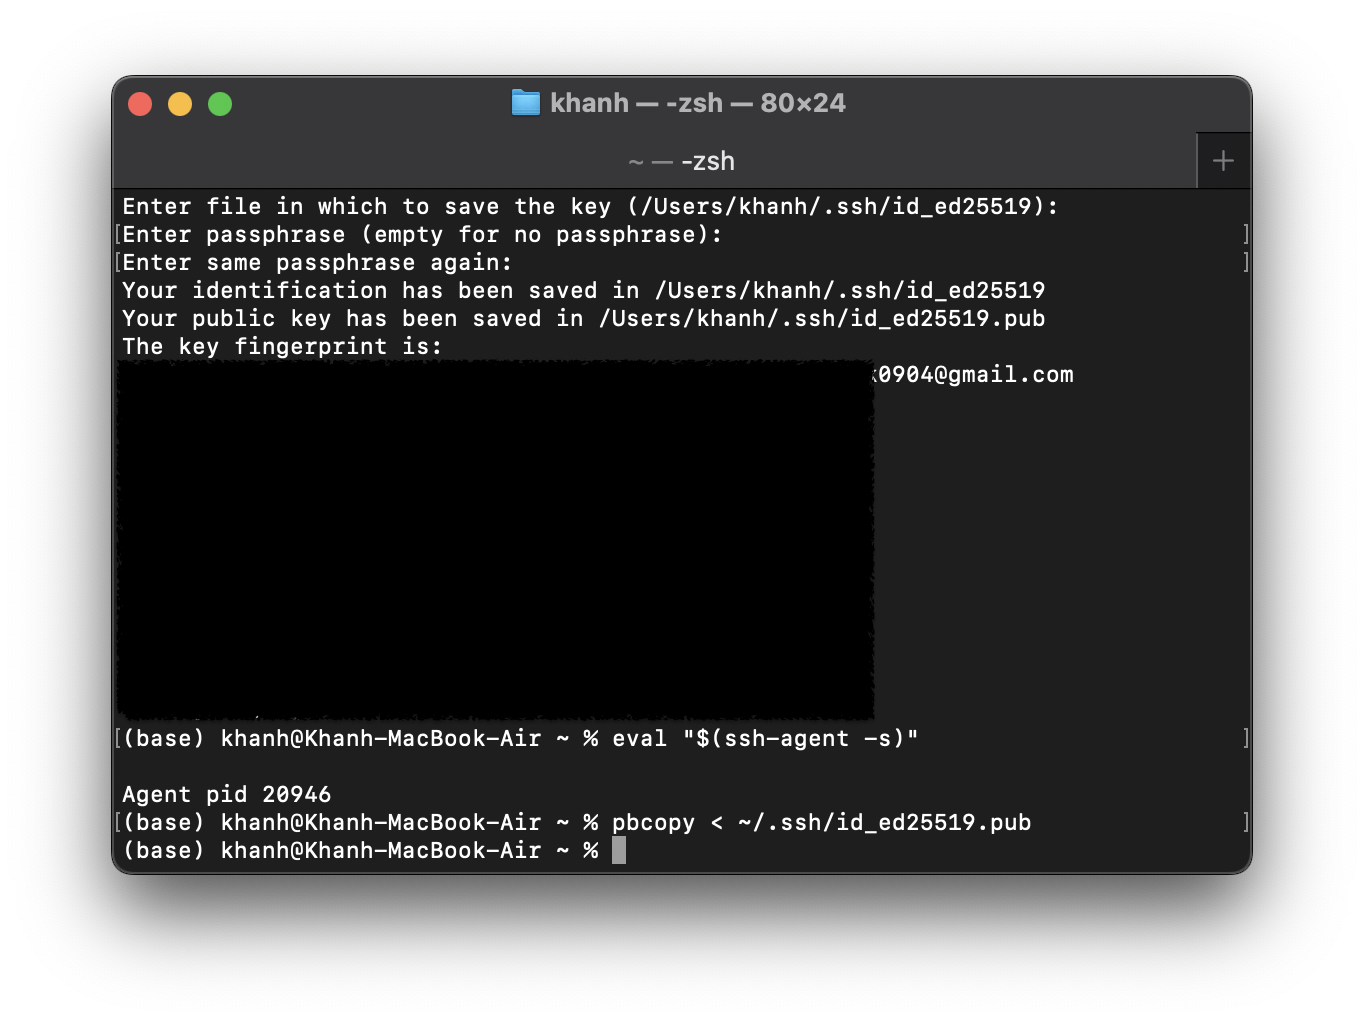 khanh — -zsh — 80×24
~ — -zsh
Enter file in which to save the key (/Users/khanh/.ssh/id_ed25519):
[Enter passphrase (empty for no passphrase): ]
[Enter same passphrase again: ]
Your identification has been saved in /Users/khanh/.ssh/id_ed25519
Your public key has been saved in /Users/khanh/.ssh/id_ed25519.pub
The key fingerprint is:
0904@gmail.com
[(base) khanh@Khanh-MacBook-Air ~ % eval "$(ssh-agent -s)" ]
Agent pid 20946
[(base) khanh@Khanh-MacBook-Air ~ % pbcopy < ~/.ssh/id_ed25519.pub ]
(base) khanh@Khanh-MacBook-Air ~ %